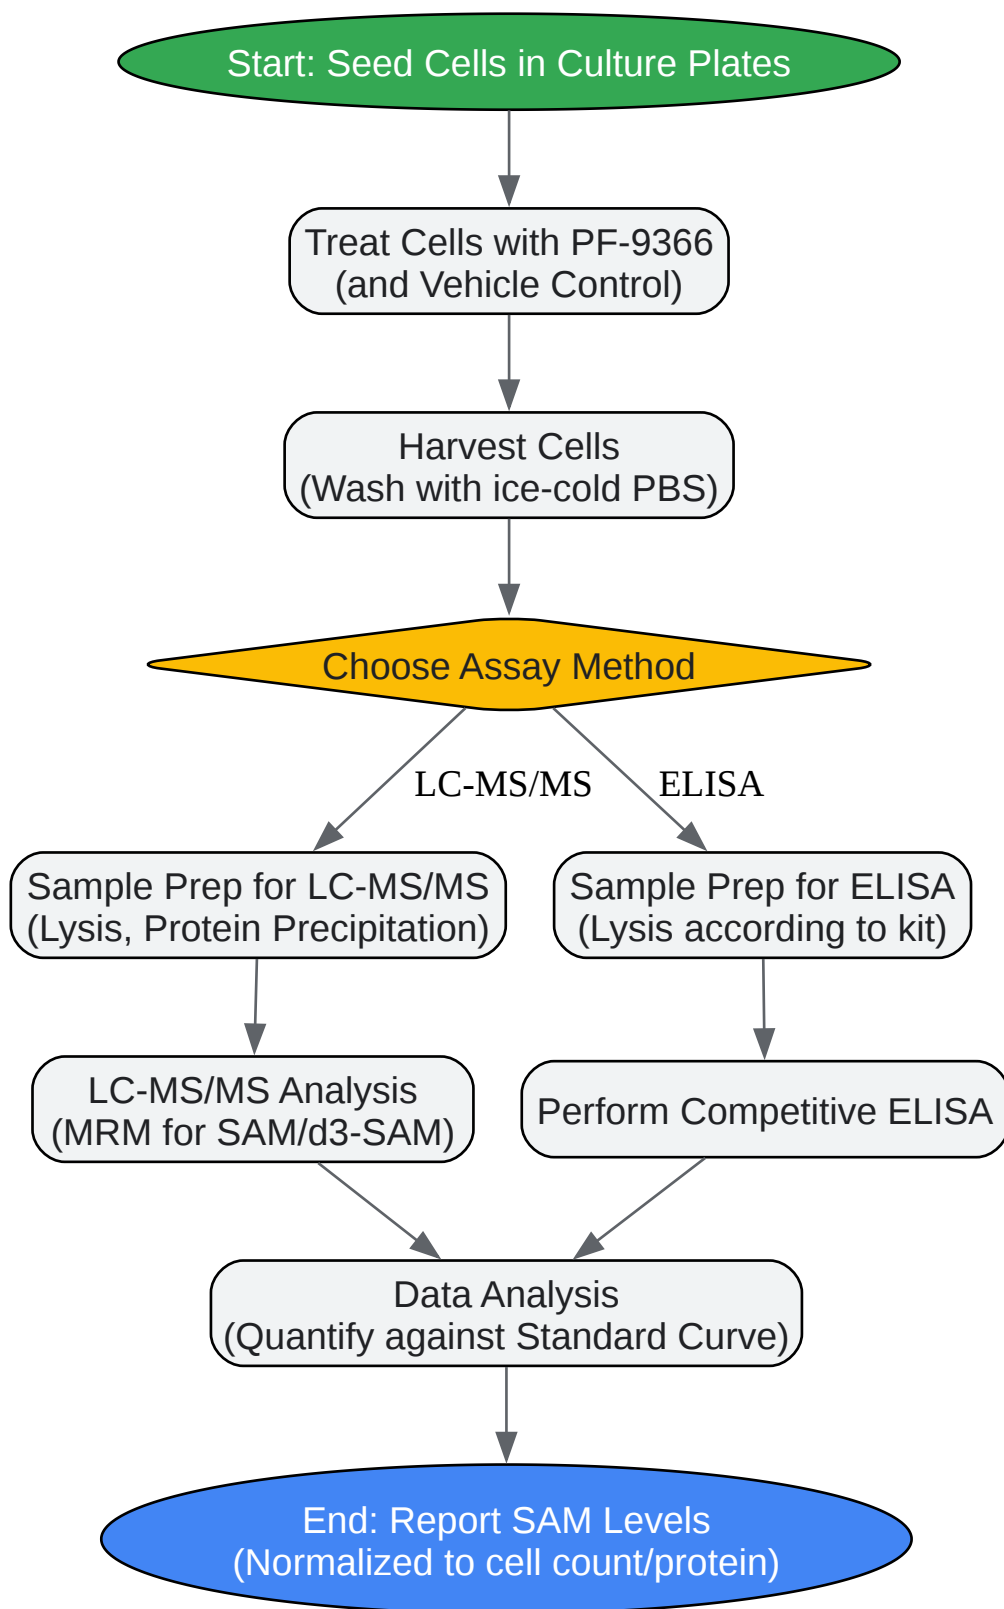 Start: Seed Cells in Culture Plates
Treat Cells with PF-9366
(and Vehicle Control)
Harvest Cells
(Wash with ice-cold PBS)
Choose Assay Method
LC-MS/MS
ELISA
Sample Prep for LC-MS/MS
(Lysis, Protein Precipitation)
Sample Prep for ELISA
(Lysis according to kit)
LC-MS/MS Analysis
(MRM for SAM/d3-SAM)
Perform Competitive ELISA
Data Analysis
(Quantify against Standard Curve)
End: Report SAM Levels
(Normalized to cell count/protein)